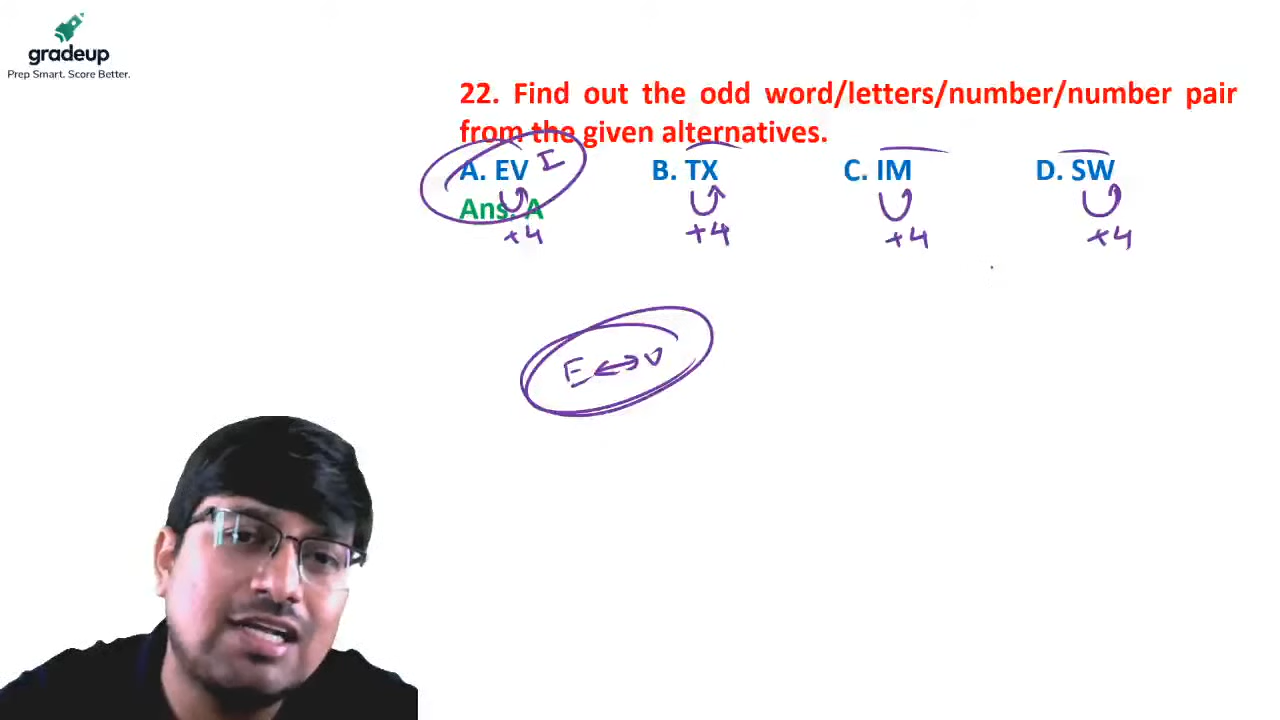 gradeup
Prep Smart. Score Better.
22. Find out the odd word/letters/number/number pair
from the given alternatives.
A. EV I B. TX C. IM D. SW
Ans. A
+4 +4 +4 +4
E ↔ V